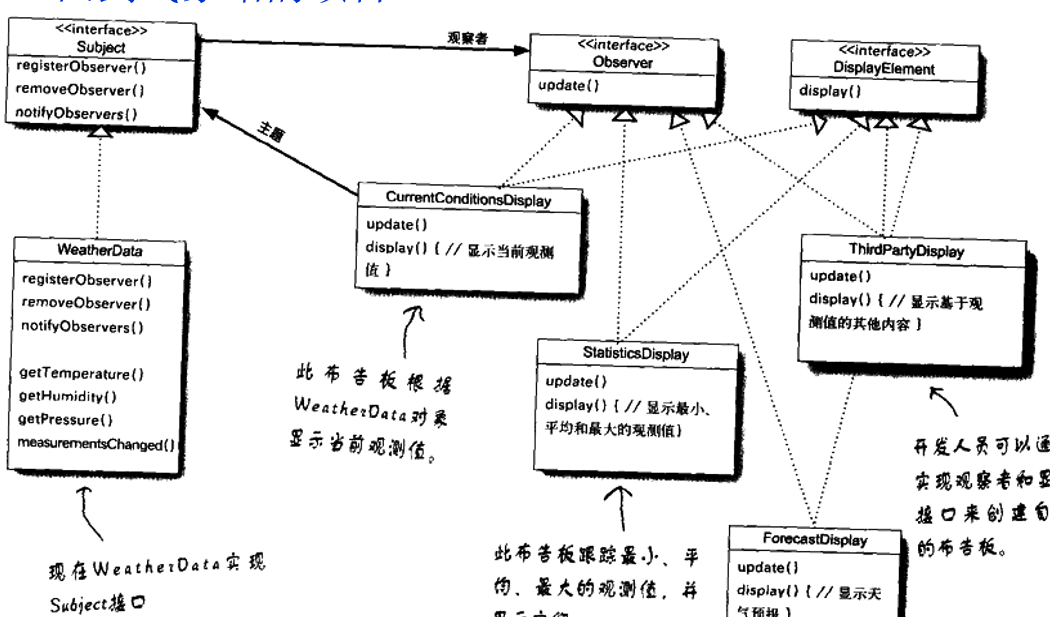 <<interface>>
Subject
registerObserver()
removeObserver()
notifyObservers()
观察者
<<interface>>
Observer
update()
<<interface>>
DisplayElement
display()
主题
CurrentConditionsDisplay
update()
display() { // 显示当前观测
值 }
WeatherData
registerObserver()
removeObserver()
notifyObservers()
getTemperature()
getHumidity()
getPressure()
measurementsChanged()
ThirdPartyDisplay
update()
display() { // 显示基于观
测值的其他内容 }
StatisticsDisplay
update()
display() { // 显示最小、
平均和最大的观测值}
此布告板根据
WeatherData对象
显示当前观测值。
开发人员可以通
实现观察者和显
接口来创建自
的布告板。
现在WeatherData实现
Subject接口
此布告板跟踪最小、平
均、最大的观测值，并
ForecastDisplay
update()
display() { // 显示天
气预报 }